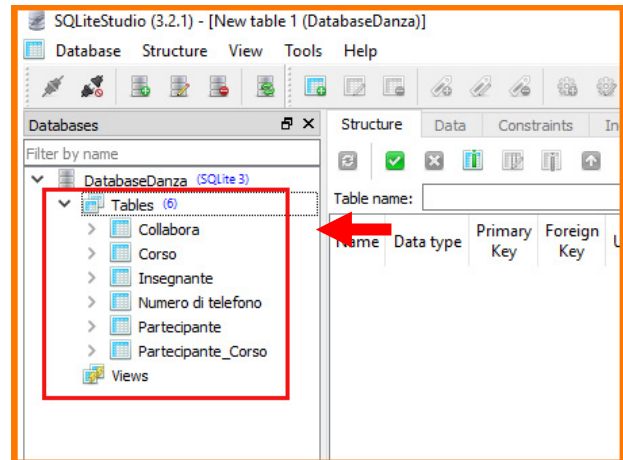 SQLiteStudio (3.2.1) - [New table 1 (DatabaseDanza)]
Database Structure View Tools Help
Databases
Filter by name
DatabaseDanza (SQLite 3)
Tables (6)
Collabora
Corso
Insegnante
Numero di telefono
Partecipante
Partecipante_Corso
Views
Structure Data Constraints In
Table name:
Name Data type Primary Key Foreign Key U